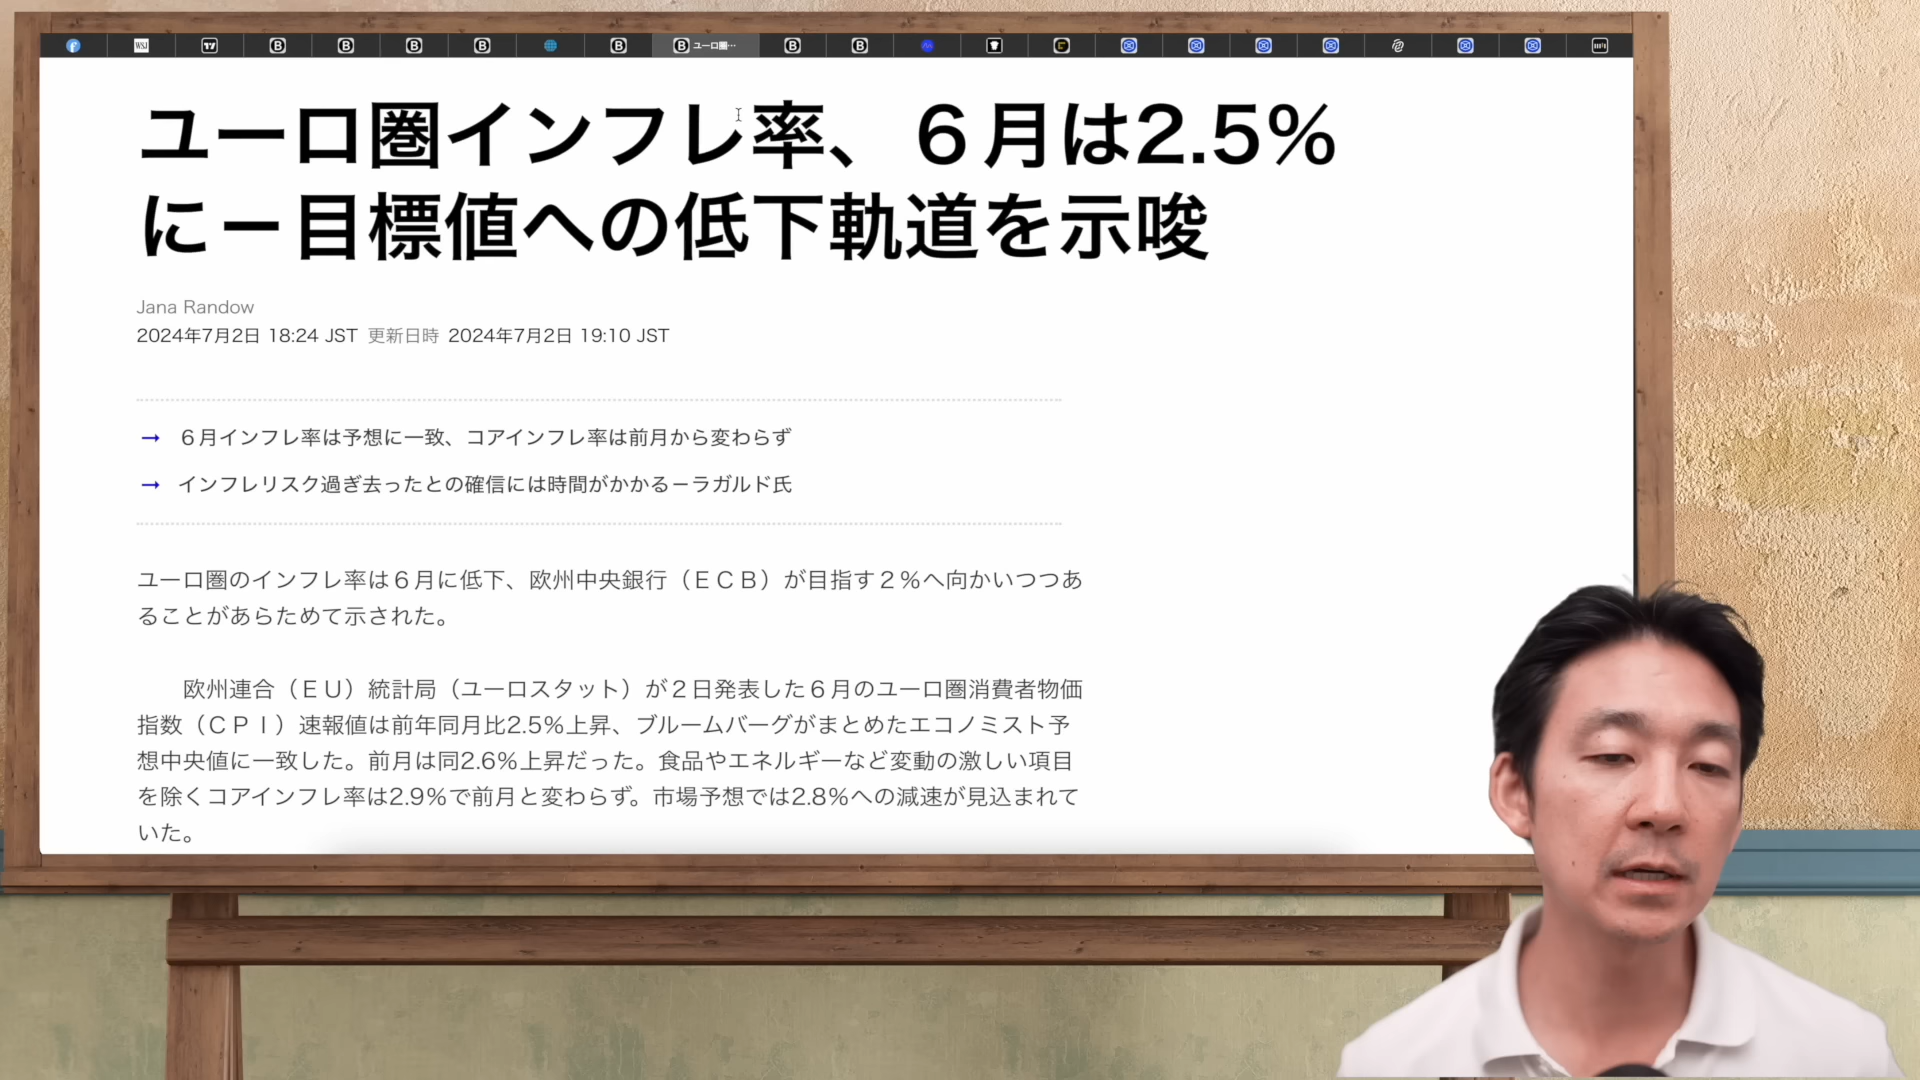 WSJ
ユーロ圏…
ユーロ圏インフレ率、６月は2.5%
に－目標値への低下軌道を示唆
Jana Randow
2024年7月2日 18:24 JST 更新日時 2024年7月2日 19:10 JST
→ ６月インフレ率は予想に一致、コアインフレ率は前月から変わらず
→ インフレリスク過ぎ去ったとの確信には時間がかかる－ラガルド氏
ユーロ圏のインフレ率は６月に低下、欧州中央銀行（ＥＣＢ）が目指す２％へ向かいつつあ
ることがあらためて示された。
欧州連合（ＥＵ）統計局（ユーロスタット）が２日発表した６月のユーロ圏消費者物価
指数（ＣＰＩ）速報値は前年同月比2.5%上昇、ブルームバーグがまとめたエコノミスト予
想中央値に一致した。前月は同2.6%上昇だった。食品やエネルギーなど変動の激しい項目
を除くコアインフレ率は2.9%で前月と変わらず。市場予想では2.8%への減速が見込まれて
いた。